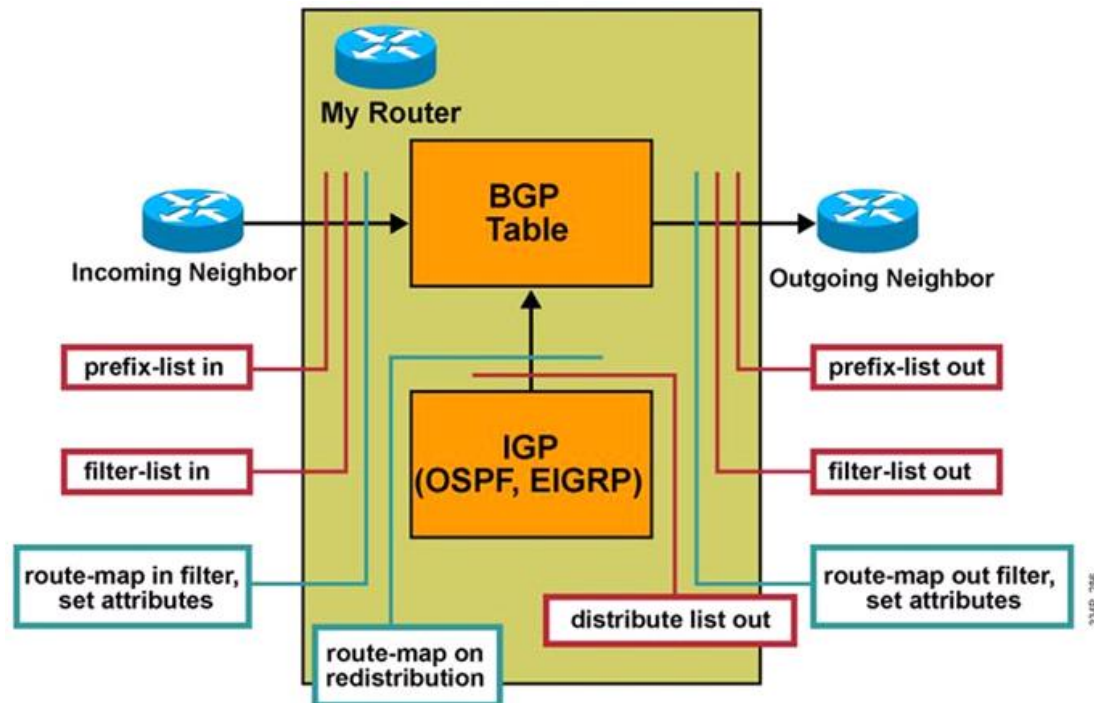 My Router
BGP
Table
Incoming Neighbor
Outgoing Neighbor
prefix-list in
prefix-list out
IGP
(OSPF, EIGRP)
filter-list in
filter-list out
route-map in filter,
set attributes
route-map on
redistribution
distribute list out
route-map out filter,
set attributes